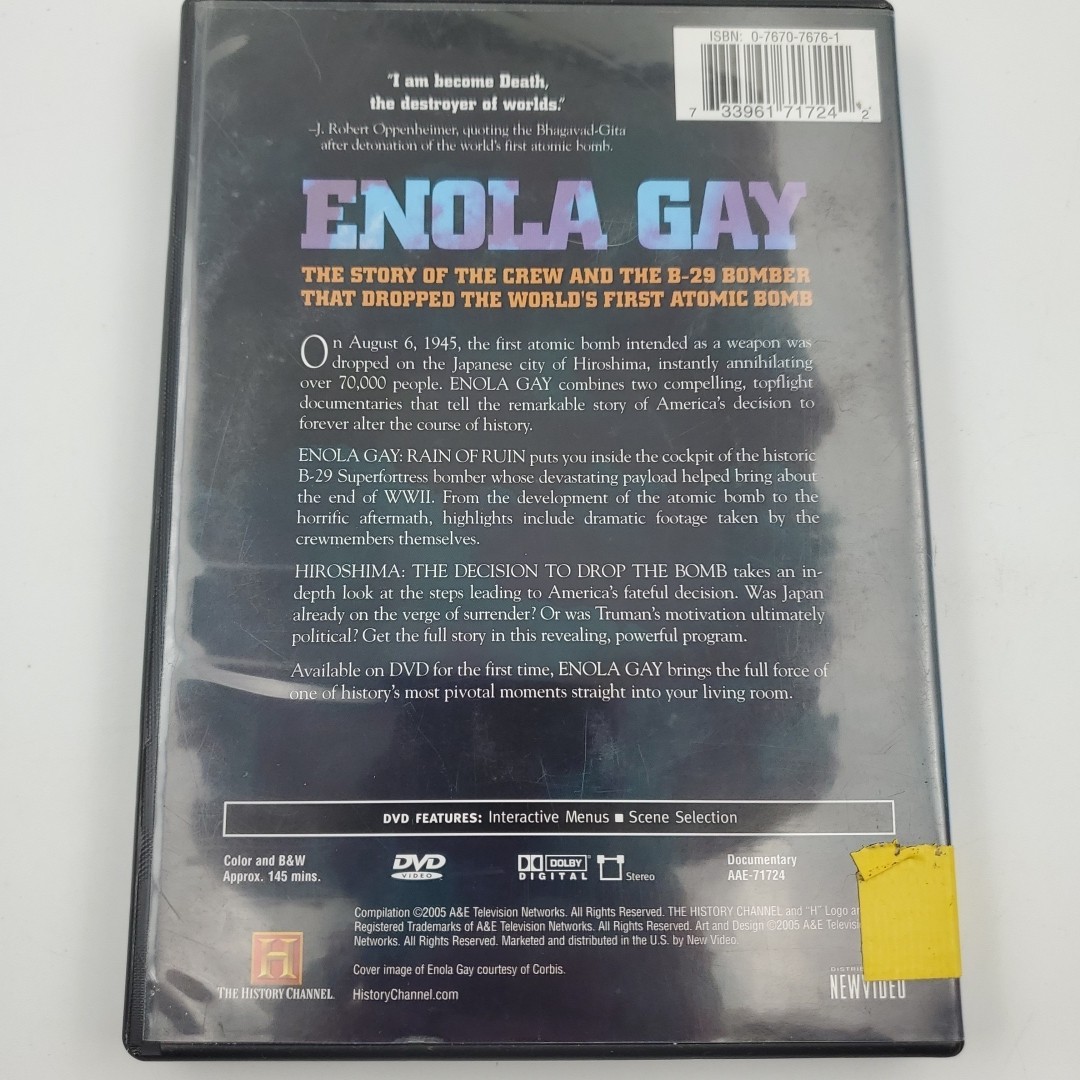 ISBN: 0-7670-7676-1
7 33961 71724 2
"I am become Death,
the destroyer of worlds."
–J. Robert Oppenheimer, quoting the Bhagavad-Gita
after detonation of the world's first atomic bomb.
ENOLA GAY
THE STORY OF THE CREW AND THE B-29 BOMBER
THAT DROPPED THE WORLD'S FIRST ATOMIC BOMB
On August 6, 1945, the first atomic bomb intended as a weapon was
dropped on the Japanese city of Hiroshima, instantly annihilating
over 70,000 people. ENOLA GAY combines two compelling, topflight
documentaries that tell the remarkable story of America's decision to
forever alter the course of history.
ENOLA GAY: RAIN OF RUIN puts you inside the cockpit of the historic
B-29 Superfortress bomber whose devastating payload helped bring about
the end of WWII. From the development of the atomic bomb to the
horrific aftermath, highlights include dramatic footage taken by the
crewmembers themselves.
HIROSHIMA: THE DECISION TO DROP THE BOMB takes an in-
depth look at the steps leading to America's fateful decision. Was Japan
already on the verge of surrender? Or was Truman's motivation ultimately
political? Get the full story in this revealing, powerful program.
Available on DVD for the first time, ENOLA GAY brings the full force of
one of history's most pivotal moments straight into your living room.
DVD FEATURES: Interactive Menus ■ Scene Selection
Color and B&W
Approx. 145 mins.
DVD
VIDEO
DOLBY
DIGITAL
Stereo
Documentary
AAE-71724
Compilation ©2005 A&E Television Networks. All Rights Reserved. THE HISTORY CHANNEL and "H" Logo
Registered Trademarks of A&E Television Networks. All Rights Reserved. Art and Design ©2005 A&E
Networks. All Rights Reserved. Marketed and distributed in the U.S. by New Video.
Cover image of Enola Gay courtesy of Corbis.
H
THE HISTORY CHANNEL.
HistoryChannel.com
NEWVIDEO